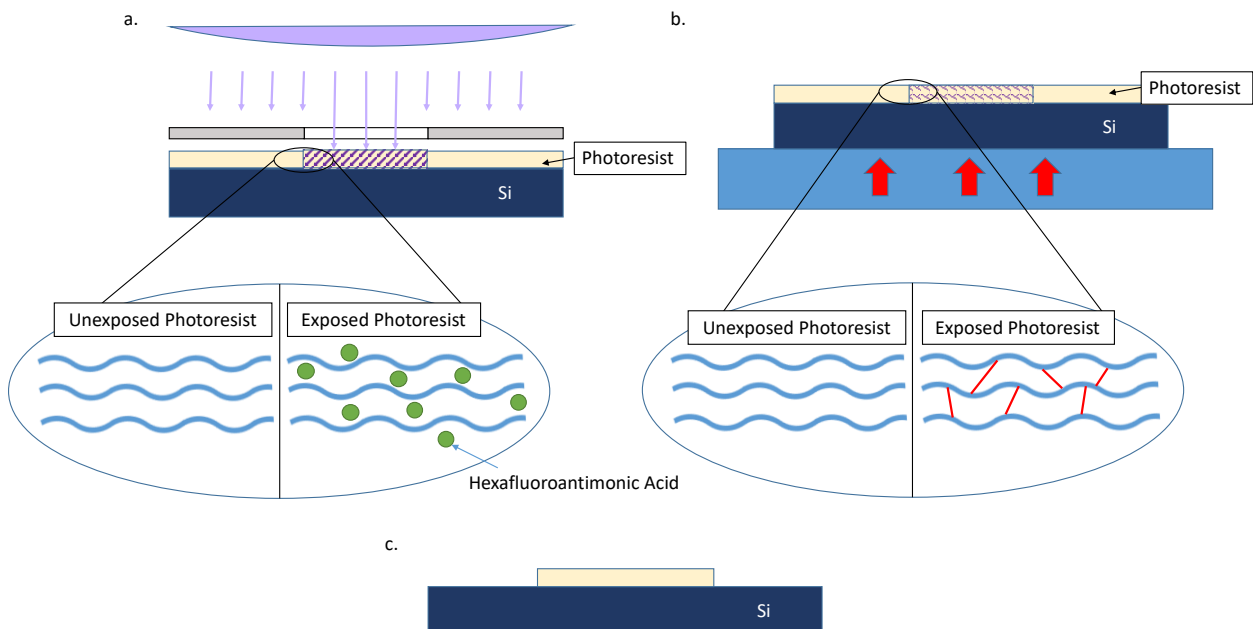 a.
Photoresist
Si
Unexposed Photoresist
Exposed Photoresist
Hexafluoroantimonic Acid
b.
Photoresist
Si
Unexposed Photoresist
Exposed Photoresist
c.
Si